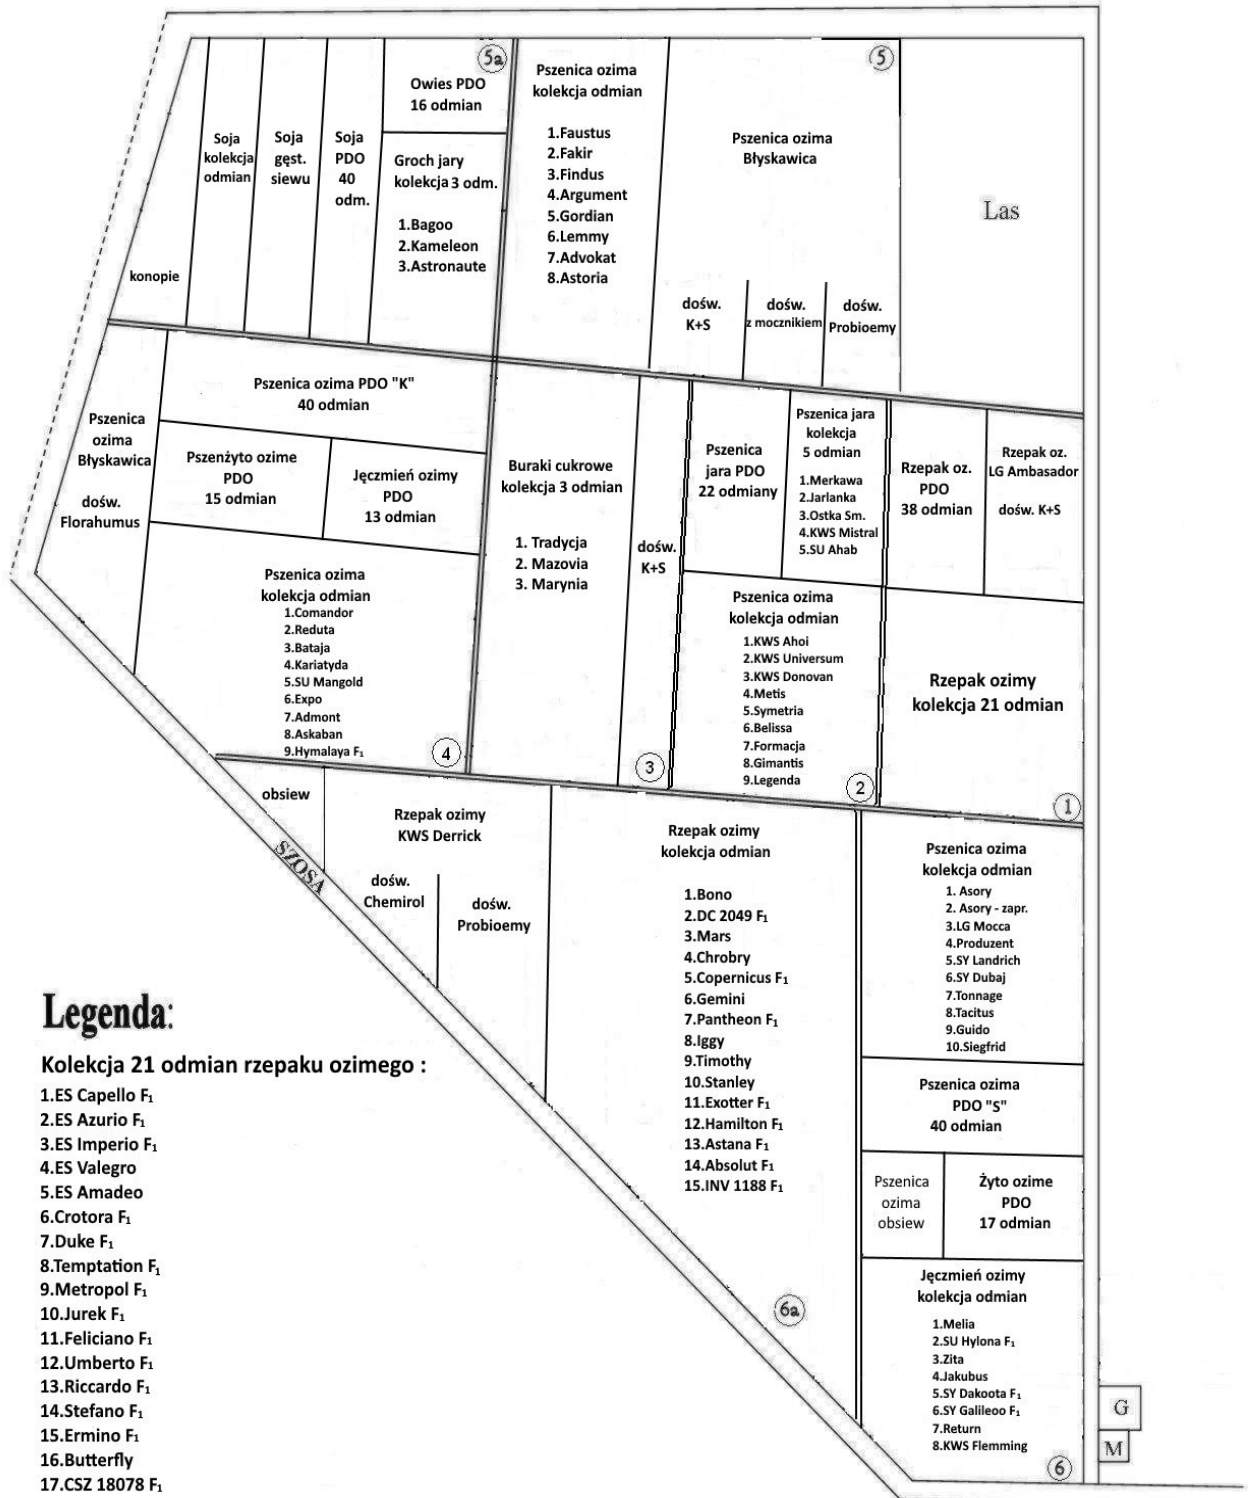 5a
Owies PDO
16 odmian
Soja
kolekcja
odmian
Soja
gęst.
siewu
Soja
PDO
40
odm.
Groch jary
kolekcja 3 odm.
1.Bagoo
2.Kameleon
3.Astronaute
konopie
Pszenica ozima
kolekcja odmian
1.Faustus
2.Fakir
3.Findus
4.Argument
5.Gordian
6.Lemmy
7.Advokat
8.Astoria
5
Pszenica ozima
Błyskawica
dośw.
K+S
dośw.
z mocznikiem
dośw.
Probioemy
Las
Pszenica
ozima
Błyskawica
dośw.
Florahumus
Pszenica ozima PDO "K"
40 odmian
Pszenżyto ozime
PDO
15 odmian
Jęczmień ozimy
PDO
13 odmian
Pszenica ozima
kolekcja odmian
1.Comandor
2.Reduta
3.Bataja
4.Kariatyda
5.SU Mangold
6.Expo
7.Admont
8.Askaban
9.Hymalaya F₁
4
Buraki cukrowe
kolekcja 3 odmian
1. Tradycja
2. Mazovia
3. Marynia
dośw.
K+S
3
Pszenica
jara PDO
22 odmiany
Pszenica jara
kolekcja
5 odmian
1.Merkawa
2.Jarlanka
3.Ostka Sm.
4.KWS Mistral
5.SU Ahab
Pszenica ozima
kolekcja odmian
1.KWS Ahoi
2.KWS Universum
3.KWS Donovan
4.Metis
5.Symetria
6.Belissa
7.Formacja
8.Gimantis
9.Legenda
2
Rzepak oz.
PDO
38 odmian
Rzepak oz.
LG Ambasador
dośw. K+S
Rzepak ozimy
kolekcja 21 odmian
1
obsiew
SZOSA
Rzepak ozimy
KWS Derrick
dośw.
Chemirol
dośw.
Probioemy
Rzepak ozimy
kolekcja odmian
1.Bono
2.DC 2049 F₁
3.Mars
4.Chrobry
5.Copernicus F₁
6.Gemini
7.Pantheon F₁
8.Iggy
9.Timothy
10.Stanley
11.Exotter F₁
12.Hamilton F₁
13.Astana F₁
14.Absolut F₁
15.INV 1188 F₁
6a
Pszenica ozima
kolekcja odmian
1. Asory
2. Asory - zapr.
3.LG Mocca
4.Produzent
5.SY Landrich
6.SY Dubaj
7.Tonnage
8.Tacitus
9.Guido
10.Siegfrid
Pszenica ozima
PDO "S"
40 odmian
Pszenica
ozima
obsiew
Żyto ozime
PDO
17 odmian
Jęczmień ozimy
kolekcja odmian
1.Melia
2.SU Hylona F₁
3.Zita
4.Jakubus
5.SY Dakoota F₁
6.SY Galileoo F₁
7.Return
8.KWS Flemming
6
G
M
Legenda:
Kolekcja 21 odmian rzepaku ozimego :
1.ES Capello F₁
2.ES Azurio F₁
3.ES Imperio F₁
4.ES Valegro
5.ES Amadeo
6.Crotora F₁
7.Duke F₁
8.Temptation F₁
9.Metropol F₁
10.Jurek F₁
11.Feliciano F₁
12.Umberto F₁
13.Riccardo F₁
14.Stefano F₁
15.Ermino F₁
16.Butterfly
17.CSZ 18078 F₁